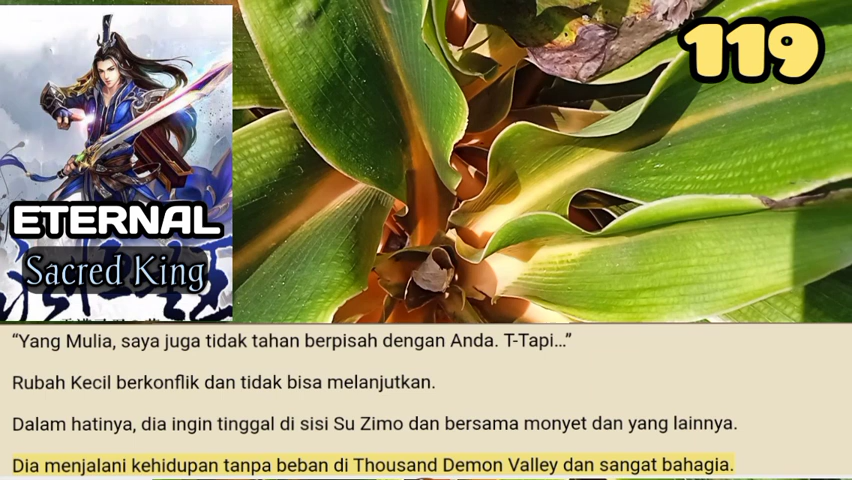 119
ETERNAL
Sacred King
“Yang Mulia, saya juga tidak tahan berpisah dengan Anda. T-Tapi…”
Rubah Kecil berkonflik dan tidak bisa melanjutkan.
Dalam hatinya, dia ingin tinggal di sisi Su Zimo dan bersama monyet dan yang lainnya.
Dia menjalani kehidupan tanpa beban di Thousand Demon Valley dan sangat bahagia.